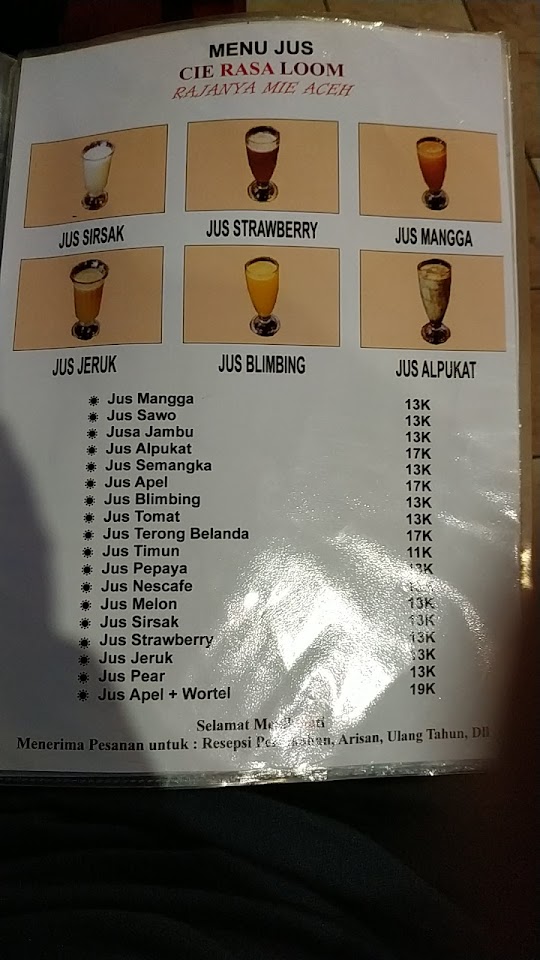 MENU JUS
CIE RASA LOOM
RAJANYA MIE ACEH
JUS SIRSAK JUS STRAWBERRY JUS MANGGA
JUS JERUK JUS BLIMBING JUS ALPUKAT
Jus Mangga 13K
Jus Sawo 13K
Jusa Jambu 13K
Jus Alpukat 17K
Jus Semangka 13K
Jus Apel 17K
Jus Blimbing 13K
Jus Tomat 13K
Jus Terong Belanda 17K
Jus Timun 11K
Jus Pepaya 13K
Jus Nescafe
Jus Melon 13K
Jus Sirsak 13K
Jus Strawberry 13K
Jus Jeruk 13K
Jus Pear 13K
Jus Apel + Wortel 19K
Selamat
Menerima Pesanan untuk : Resepsi Arisan, Ulang Tahun, Dll